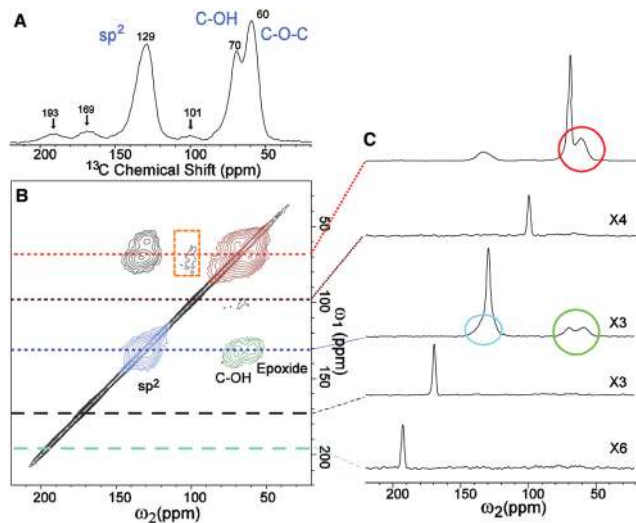 A
sp²
C-OH
60
C-O-C
129
70
193
169
101
200
150
100
50
¹³C Chemical Shift (ppm)
B
50
100
150
200
ω₁ (ppm)
sp²
C-OH
Epoxide
200
150
100
50
ω₂(ppm)
C
X4
X3
X3
X6
200
150
100
50
ω₂(ppm)